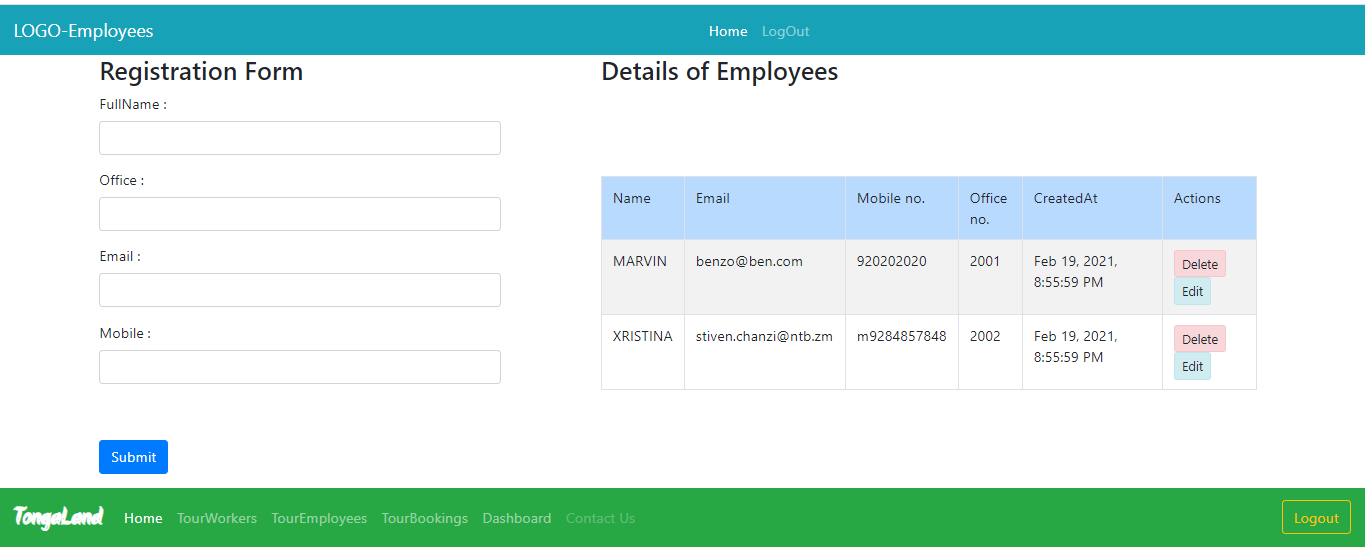 LOGO-Employees Home LogOut
Registration Form
FullName :
Office :
Email :
Mobile :
Submit
Details of Employees
Name Email Mobile no. Office no. CreatedAt Actions
MARVIN benzo@ben.com 920202020 2001 Feb 19, 2021, 8:55:59 PM Delete Edit
XRISTINA stiven.chanzi@ntb.zm m9284857848 2002 Feb 19, 2021, 8:55:59 PM Delete Edit
TongaLand Home TourWorkers TourEmployees TourBookings Dashboard Contact Us Logout